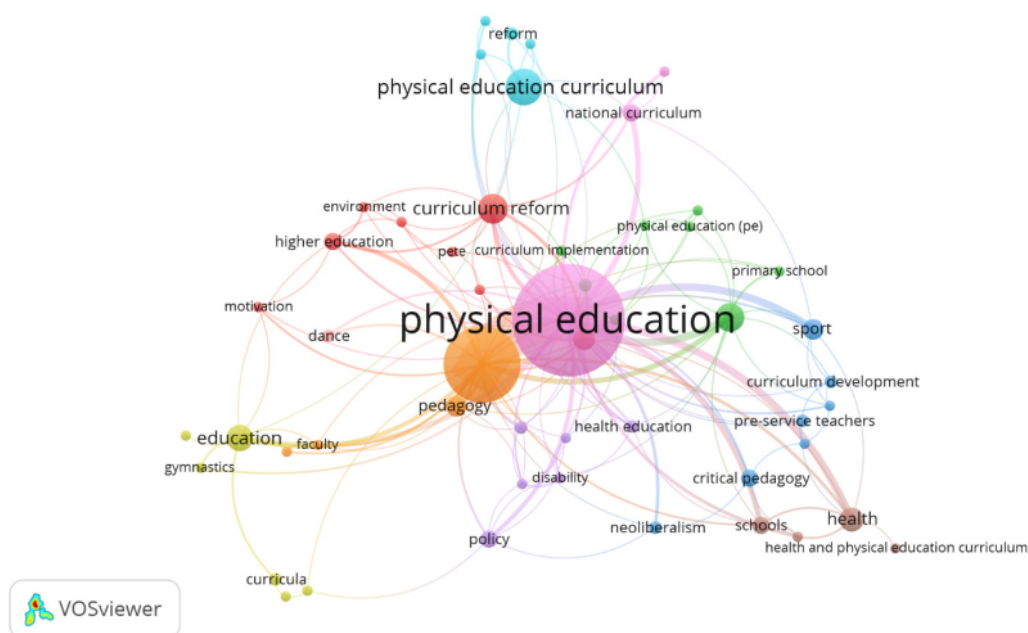 reform
physical education curriculum
national curriculum
environment
curriculum reform
physical education (pe)
higher education
pete
curriculum implementation
primary school
motivation
physical education
sport
dance
curriculum development
pedagogy
pre-service teachers
health education
education
faculty
gymnastics
disability
critical pedagogy
neoliberalism
schools
health
policy
health and physical education curriculum
curricula
VOSviewer